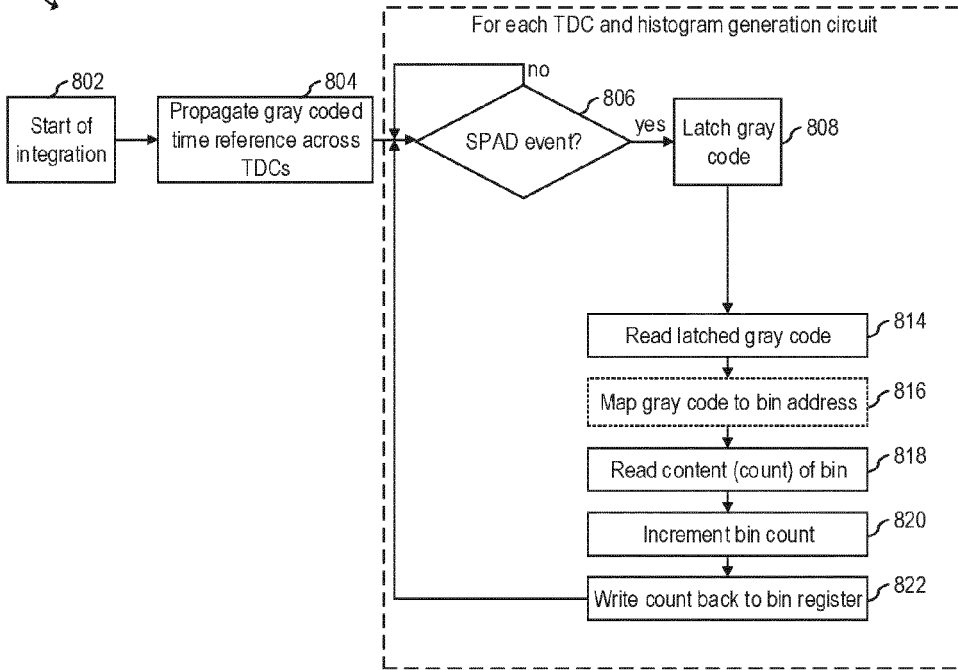 For each TDC and histogram generation circuit
802
Start of
integration
804
Propagate gray coded
time reference across
TDCs
no
806
SPAD event?
yes
Latch gray
code
808
Read latched gray code
814
Map gray code to bin address
816
Read content (count) of bin
818
Increment bin count
820
Write count back to bin register
822